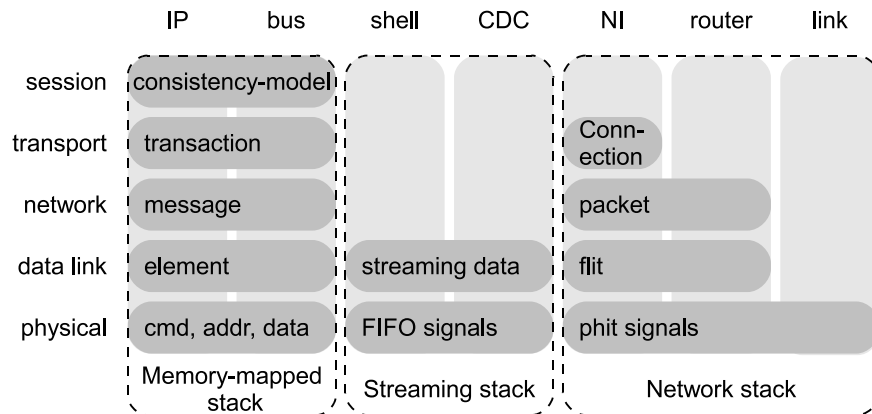 IP bus shell CDC NI router link
session consistency-model
transport transaction Conn-
ection
network message packet
data link element streaming data flit
physical cmd, addr, data FIFO signals phit signals
Memory-mapped
stack
Streaming stack
Network stack